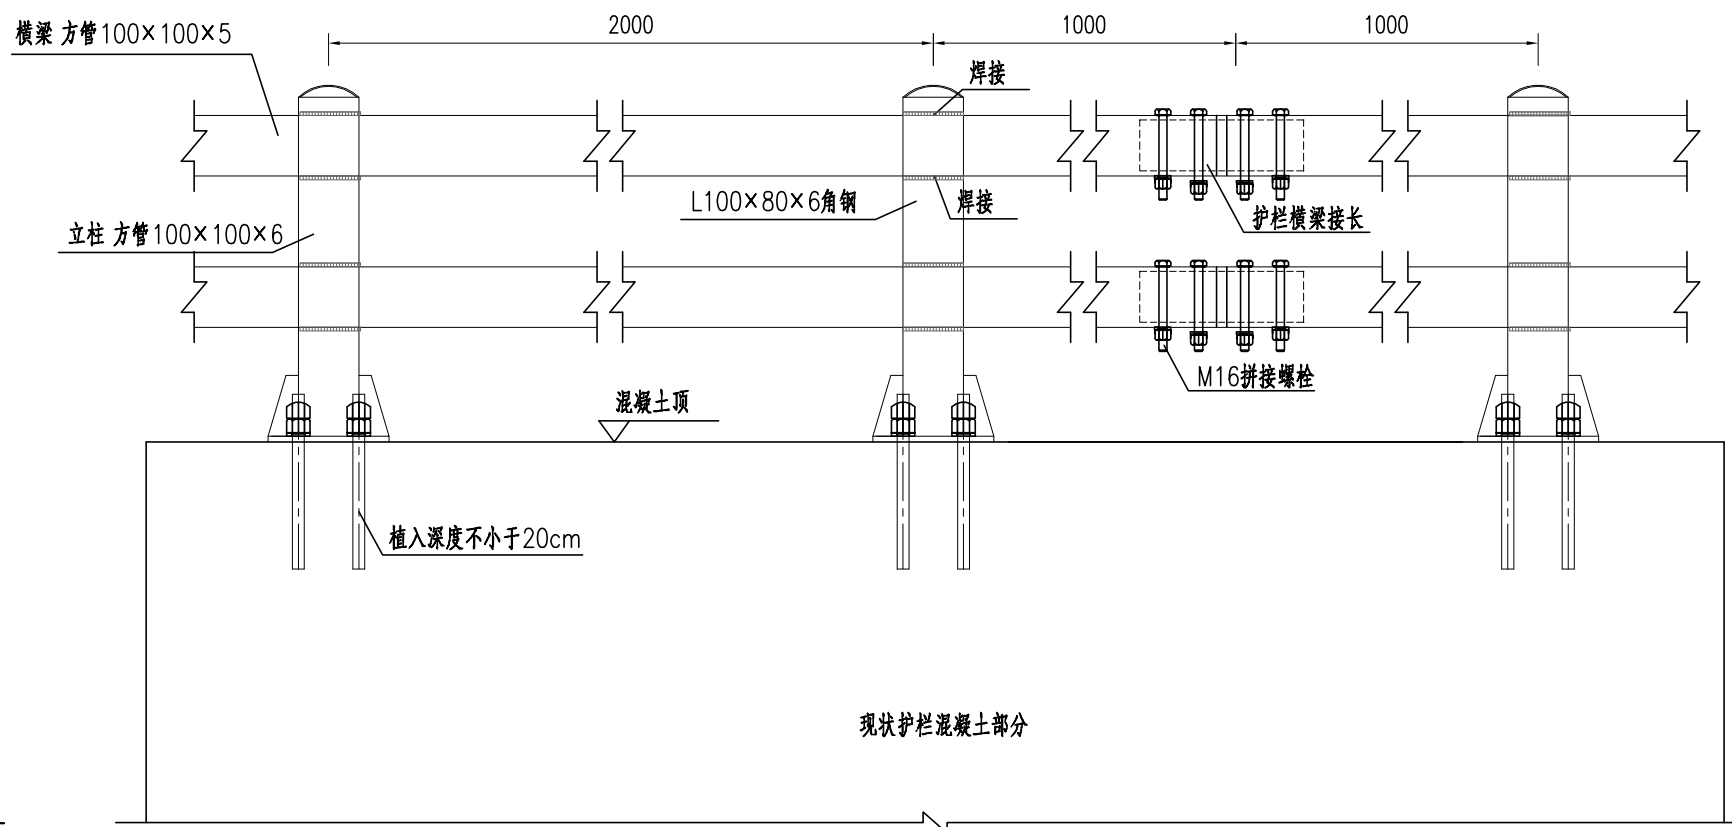 2000
1000
1000
横梁 方管100×100×5
焊接
L100×80×6角钢
焊接
护栏横梁接长
立柱 方管100×100×6
M16拼接螺栓
混凝土顶
植入深度不小于20cm
现状护栏混凝土部分